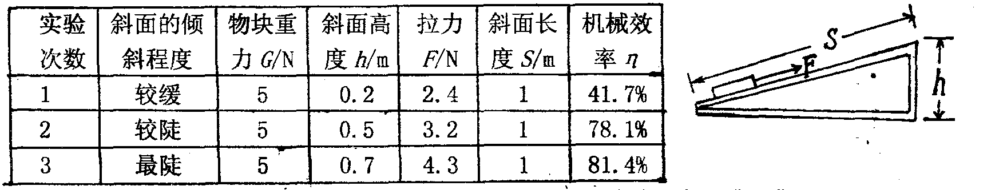 实验次数 斜面的倾斜程度 物块重力 G/N 斜面高度 h/m 拉力 F/N 斜面长度 S/m 机械效率 η
1 较缓 5 0.2 2.4 1 41.7%
2 较陡 5 0.5 3.2 1 78.1%
3 最陡 5 0.7 4.3 1 81.4%
S
F
h